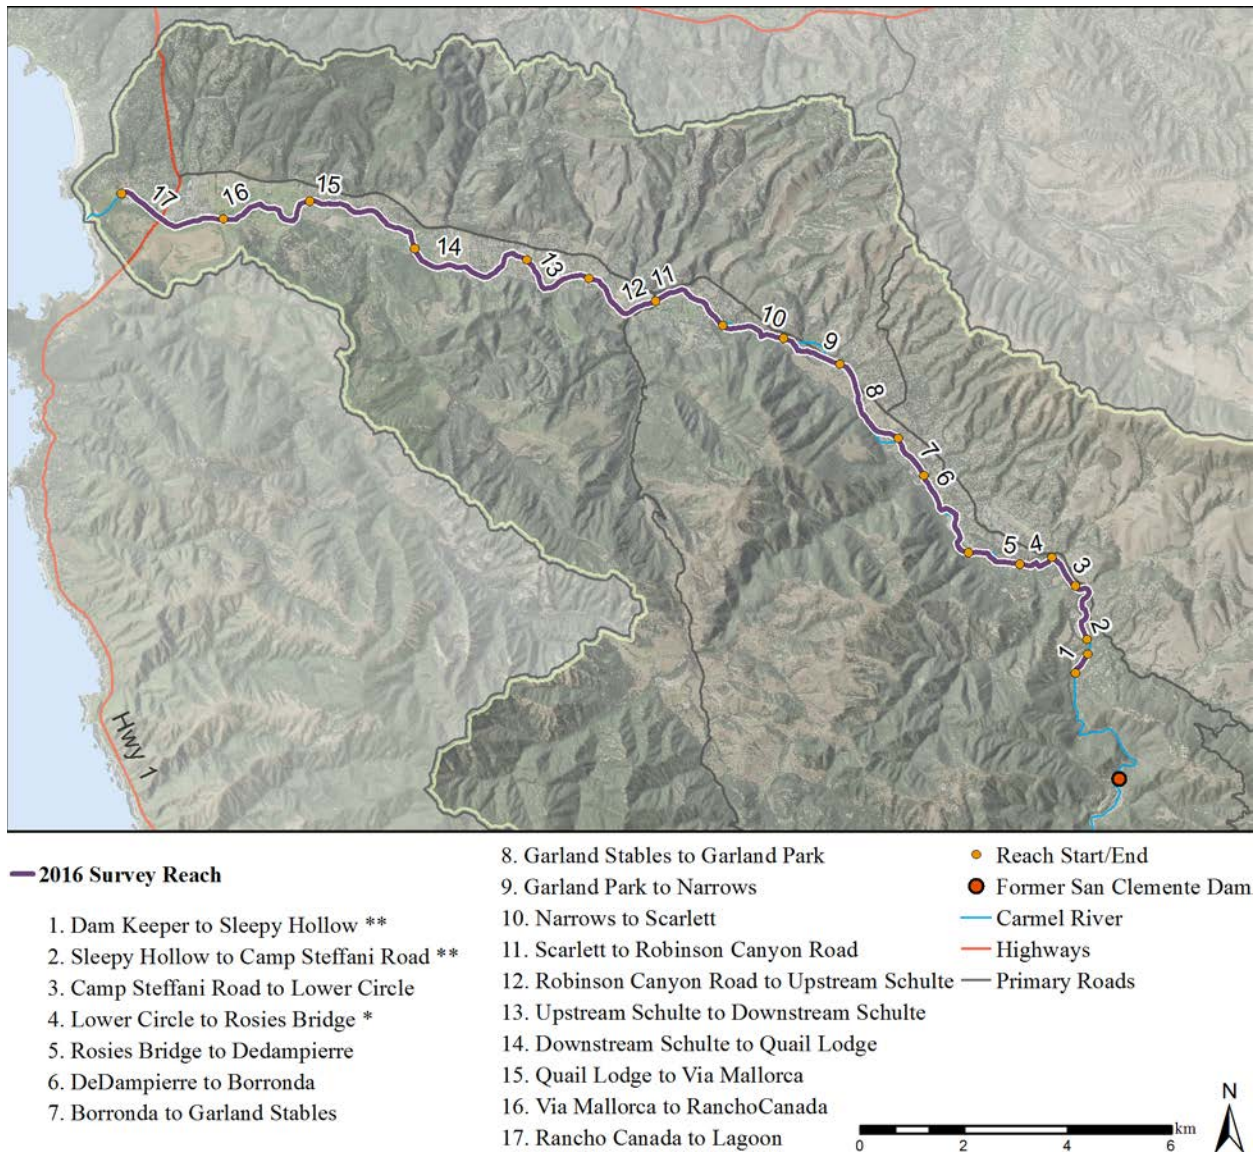 15
17
16
14
13
12
11
10
9
8
7
6
5
4
3
2
1
Hwy 1
2016 Survey Reach
1. Dam Keeper to Sleepy Hollow **
2. Sleepy Hollow to Camp Steffani Road **
3. Camp Steffani Road to Lower Circle
4. Lower Circle to Rosies Bridge *
5. Rosies Bridge to Dedampierre
6. DeDampierre to Borronda
7. Borronda to Garland Stables
8. Garland Stables to Garland Park
9. Garland Park to Narrows
10. Narrows to Scarlett
11. Scarlett to Robinson Canyon Road
12. Robinson Canyon Road to Upstream Schulte
13. Upstream Schulte to Downstream Schulte
14. Downstream Schulte to Quail Lodge
15. Quail Lodge to Via Mallorca
16. Via Mallorca to RanchoCanada
17. Rancho Canada to Lagoon
Reach Start/End
Former San Clemente Dam
Carmel River
Highways
Primary Roads
N
km
0 2 4 6